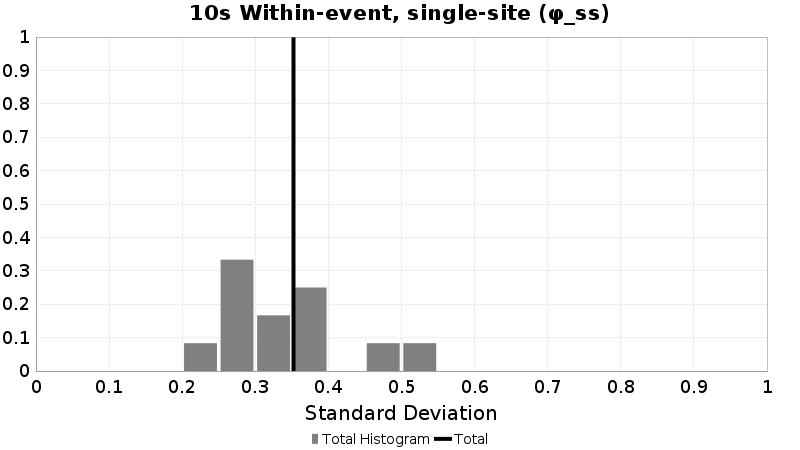 10s Within-event, single-site (φ_ss)
1
0.9
0.8
0.7
0.6
0.5
0.4
0.3
0.2
0.1
0
0 0.1 0.2 0.3 0.4 0.5 0.6 0.7 0.8 0.9 1
Standard Deviation
Total Histogram Total